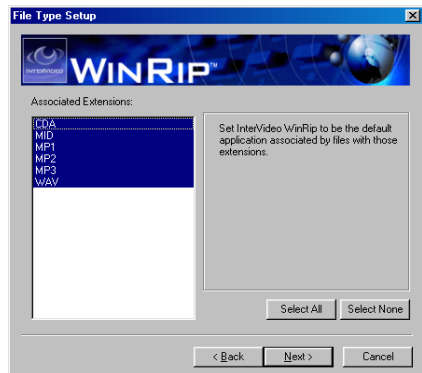 File Type Setup
INTERVIDEO WINRIP™
Associated Extensions:
CDA
MID
MP1
MP2
MP3
WAV
Set InterVideo WinRip to be the default
application associated by files with those
extensions.
Select All Select None
< Back Next > Cancel